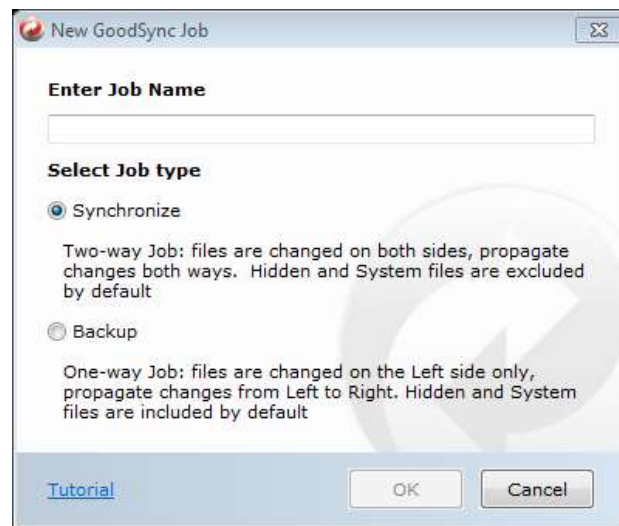 New GoodSync Job
Enter Job Name
Select Job type
Synchronize
Two-way Job: files are changed on both sides, propagate
changes both ways.  Hidden and System files are excluded
by default
Backup
One-way Job: files are changed on the Left side only,
propagate changes from Left to Right. Hidden and System
files are included by default
Tutorial
OK
Cancel